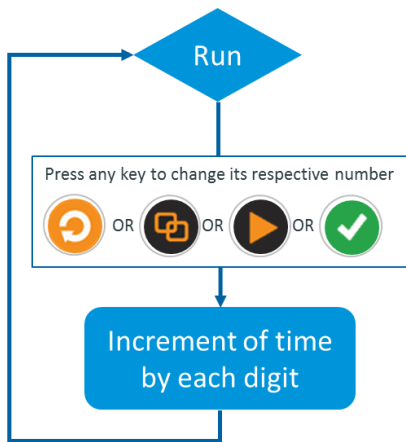 Run
Press any key to change its respective number
OR OR OR
Increment of time
by each digit